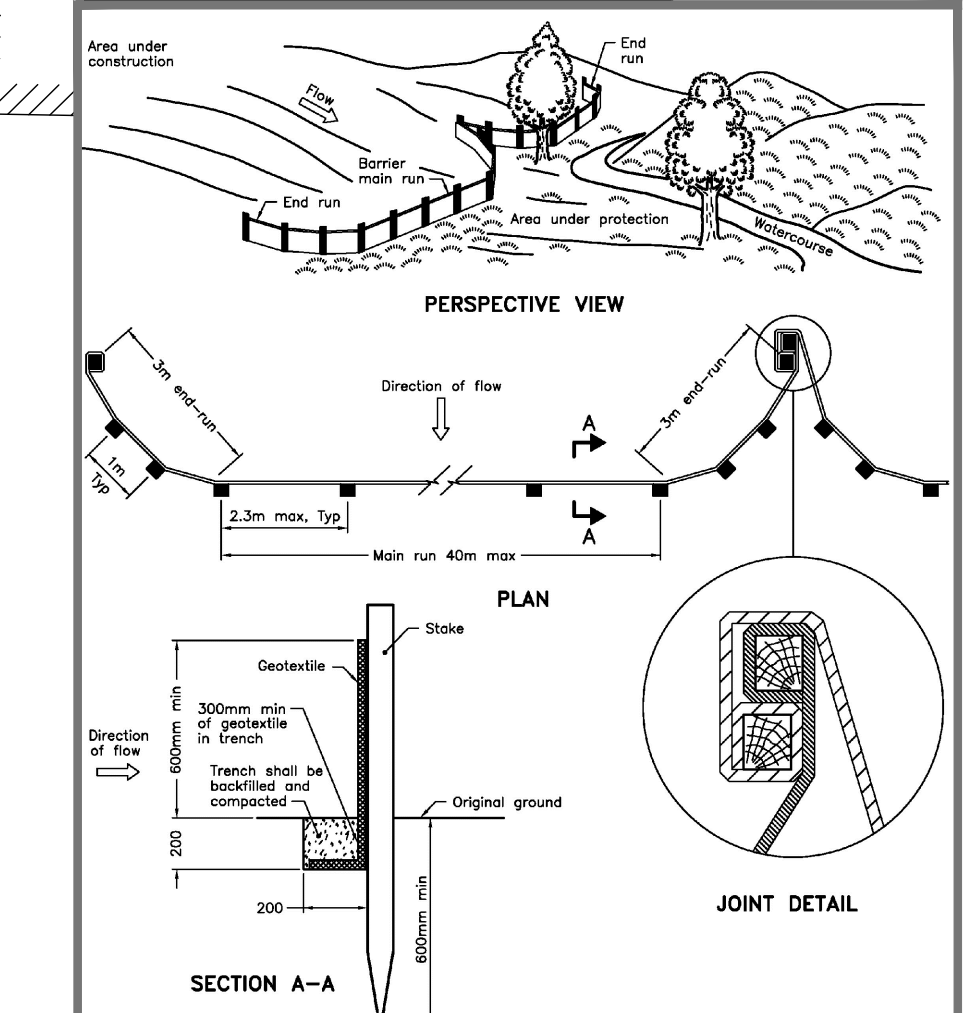 Area under
construction
Flow
End
run
Barrier
main run
End run
Area under protection
Watercourse
PERSPECTIVE VIEW
3m end-run
Direction of flow
3m end-run
A
1m
Typ
2.3m max, Typ
A
Main run 40m max
PLAN
Stake
Geotextile
600mm min
300mm min
of geotextile
in trench
Direction
of flow
Trench shall be
backfilled and
compacted
Original ground
200
200
600mm min
JOINT DETAIL
SECTION A-A